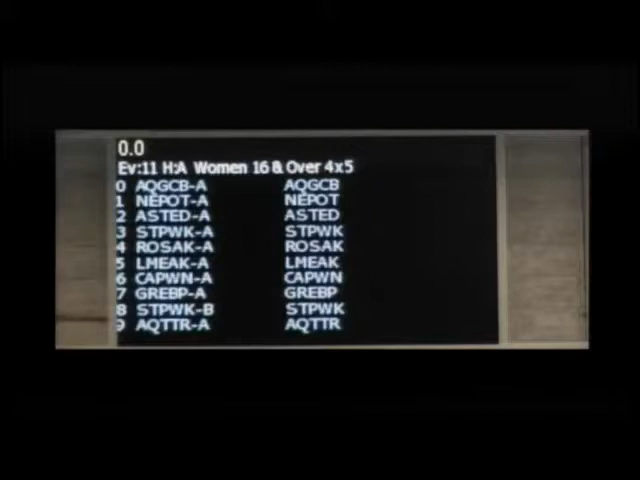 0.0
Ev:11 H:A Women 16 & Over 4x5
0 AQGCB-A AQGCB
1 NEPOT-A NEPOT
2 ASTED-A ASTED
3 STPWK-A STPWK
4 ROSAK-A ROSAK
5 LMEAK-A LMEAK
6 CAPWN-A CAPWN
7 GREBP-A GREBP
8 STPWK-B STPWK
9 AQTTR-A AQTTR